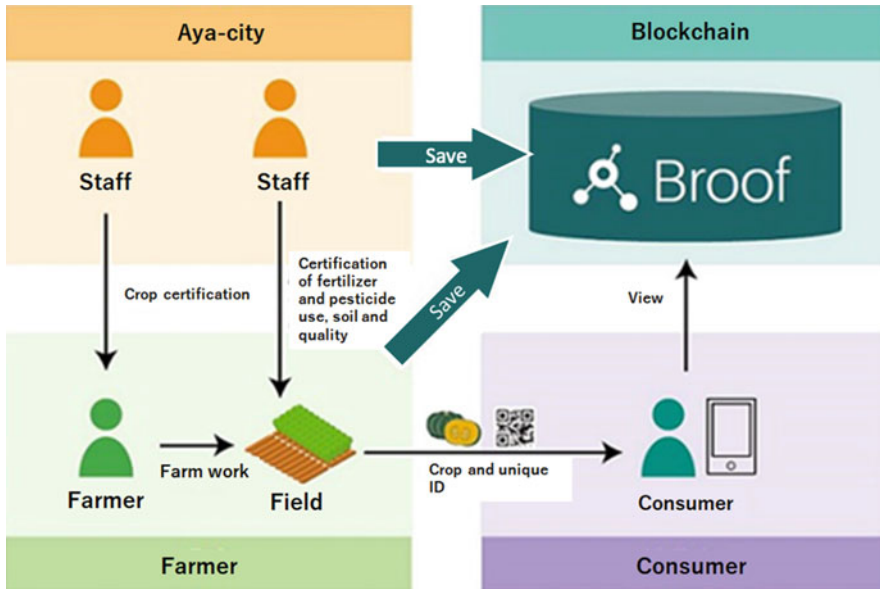 Aya-city
Blockchain
Staff
Staff
Save
Broof
Crop certification
Certification
of fertilizer
and pesticide
use, soil and
quality
Save
View
Farm work
Crop and unique
ID
Farmer
Field
Consumer
Farmer
Consumer